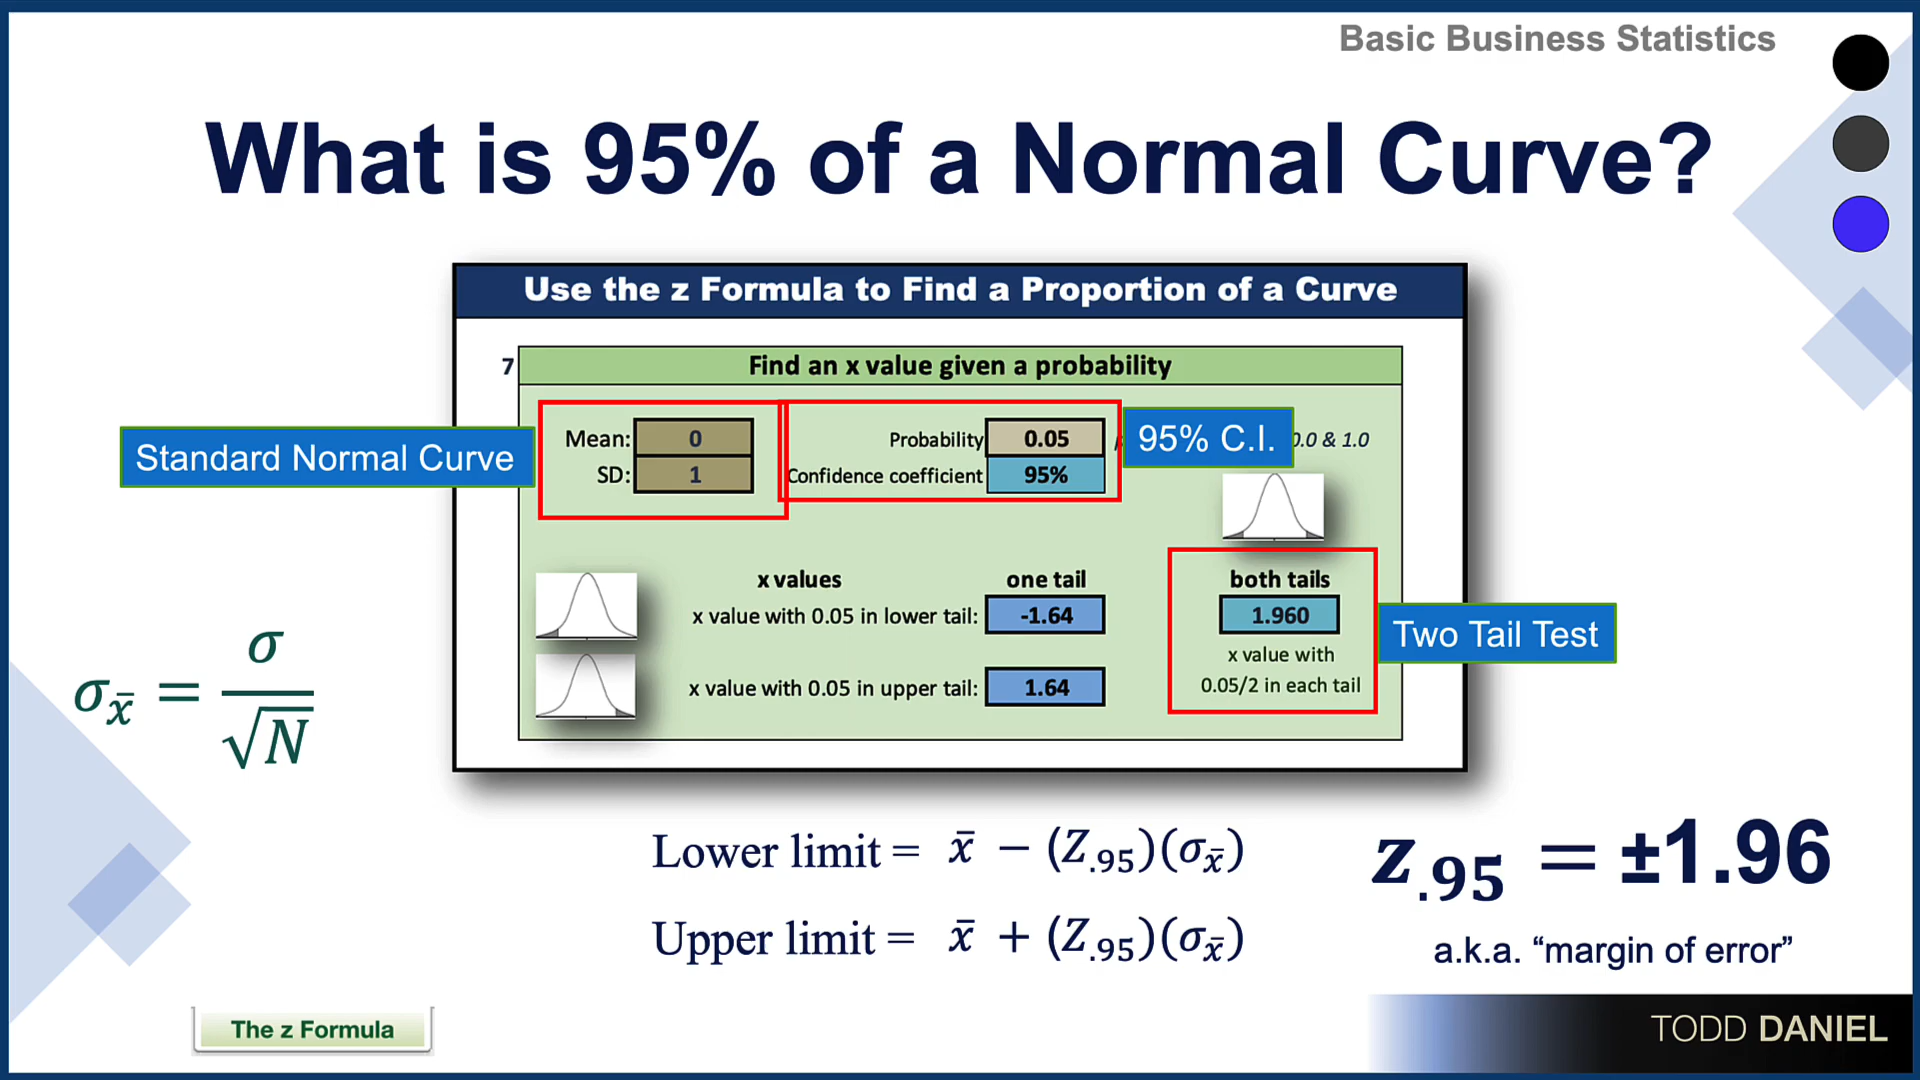 Basic Business Statistics
What is 95% of a Normal Curve?
Use the z Formula to Find a Proportion of a Curve
7
Find an x value given a probability
Standard Normal Curve
Mean: 0
SD: 1
Probability 0.05
Confidence coefficient 95%
95% C.I.
0.0 & 1.0
x values
one tail
both tails
x value with 0.05 in lower tail: -1.64
1.960
Two Tail Test
x value with
0.05/2 in each tail
x value with 0.05 in upper tail: 1.64
σx̄ = σ/√N
Lower limit = x̄ − (Z.95)(σx̄)
Upper limit = x̄ + (Z.95)(σx̄)
z.95 = ±1.96
a.k.a. “margin of error”
The z Formula
TODD DANIEL